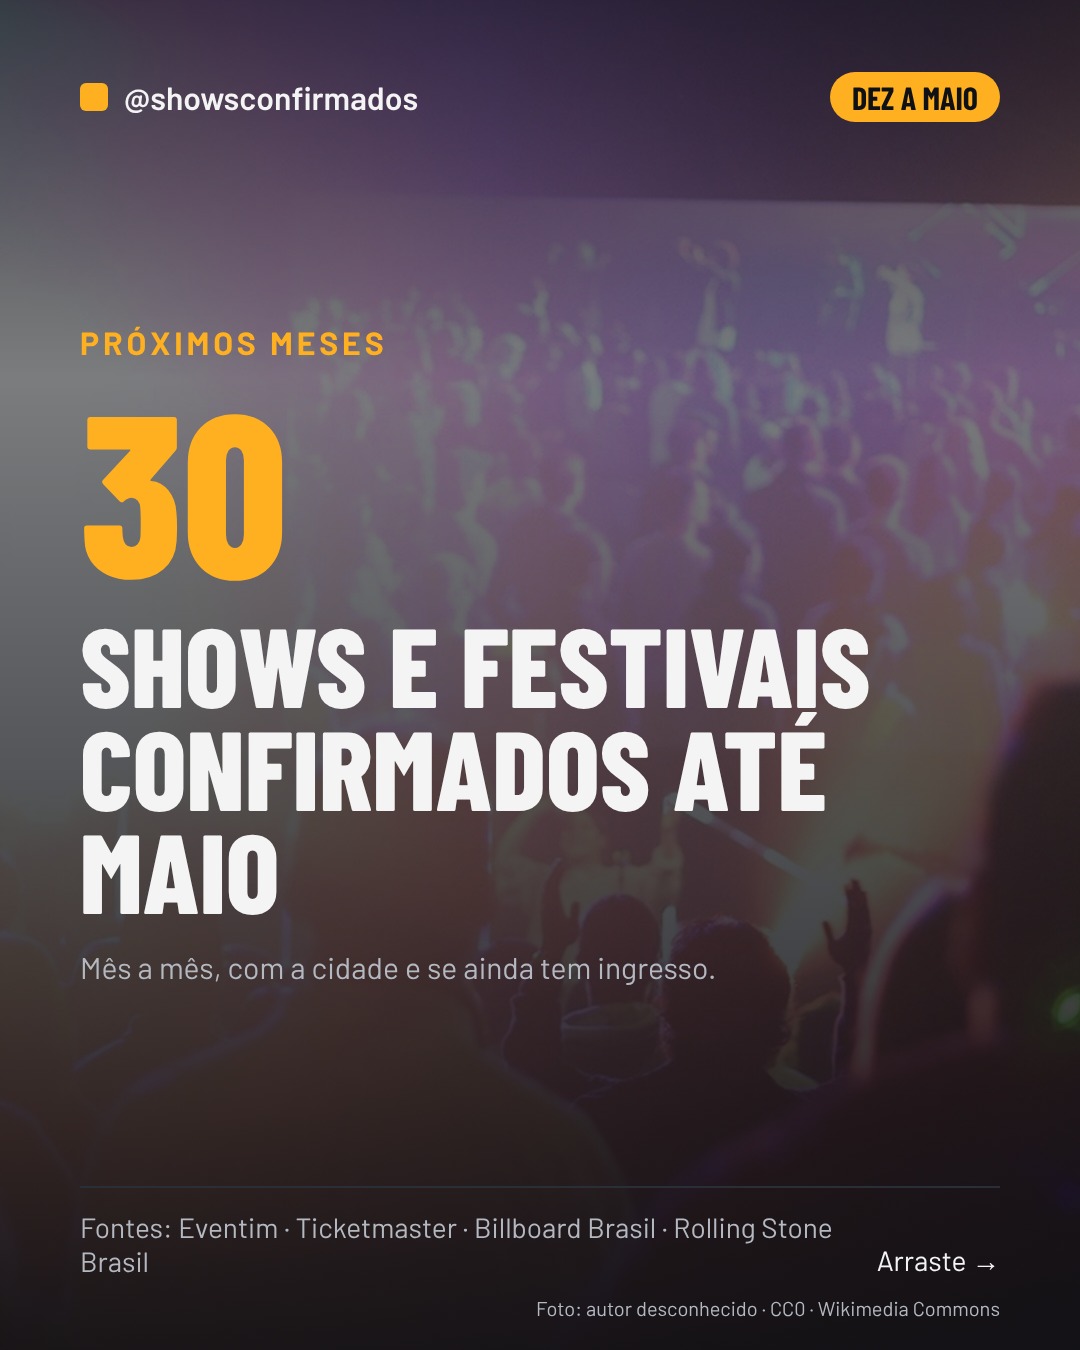 @showsconfirmados
DEZ A MAIO
PRÓXIMOS MESES
30
SHOWS E FESTIVAIS
CONFIRMADOS ATÉ
MAIO
Mês a mês, com a cidade e se ainda tem ingresso.
Fontes: Eventim · Ticketmaster · Billboard Brasil · Rolling Stone
Brasil
Arraste →
Foto: autor desconhecido · CC0 · Wikimedia Commons